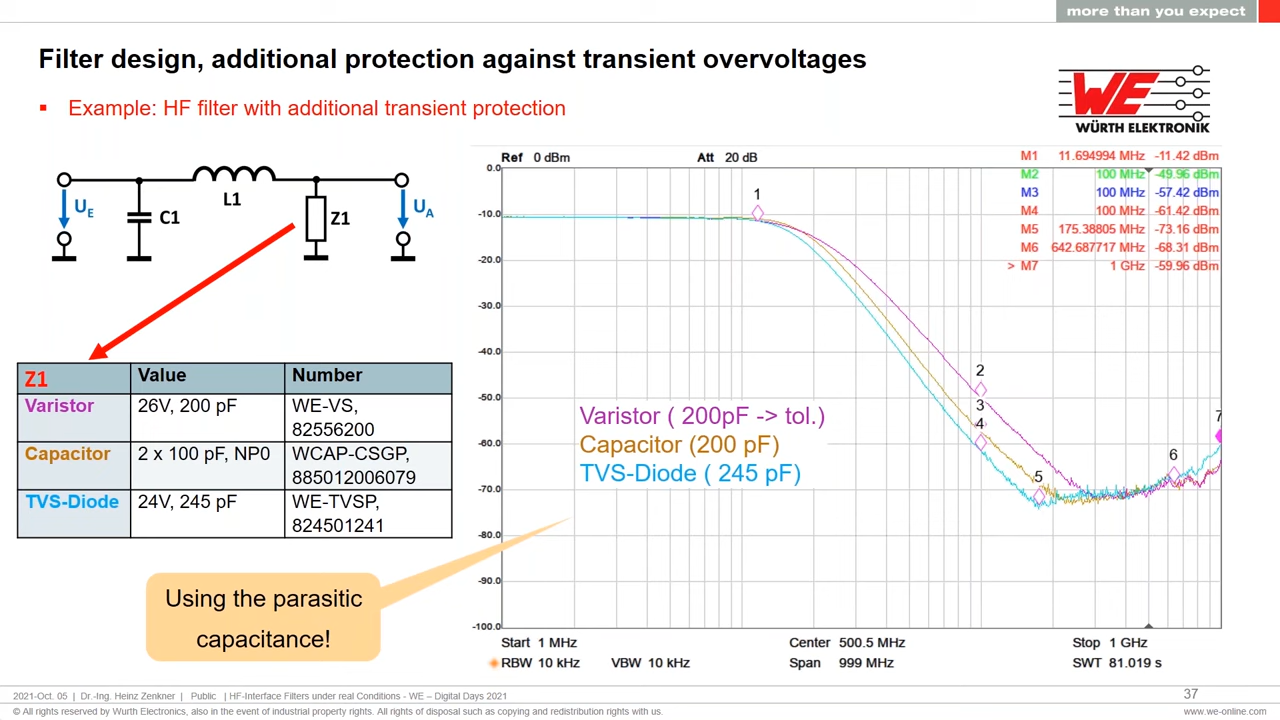 more than you expect
Filter design, additional protection against transient overvoltages
▪ Example: HF filter with additional transient protection
WE
WÜRTH ELEKTRONIK
L1
U_E
C1
Z1
U_A
Z1 Value Number
Varistor 26V, 200 pF WE-VS,
82556200
Capacitor 2 x 100 pF, NP0 WCAP-CSGP,
885012006079
TVS-Diode 24V, 245 pF WE-TVSP,
824501241
Using the parasitic
capacitance!
Ref 0 dBm Att 20 dB
M1 11.694994 MHz -11.42 dBm
M2 100 MHz -49.96 dBm
M3 100 MHz -57.42 dBm
M4 100 MHz -61.42 dBm
M5 175.38805 MHz -73.16 dBm
M6 642.687717 MHz -68.31 dBm
> M7 1 GHz -59.96 dBm
0.0
-10.0
-20.0
-30.0
-40.0
-50.0
-60.0
-70.0
-80.0
-90.0
-100.0
1
2
3
4
5
6
7
Varistor ( 200pF -> tol.)
Capacitor (200 pF)
TVS-Diode ( 245 pF)
Start 1 MHz Center 500.5 MHz Stop 1 GHz
RBW 10 kHz VBW 10 kHz Span 999 MHz SWT 81.019 s
2021-Oct. 05 | Dr.-Ing. Heinz Zenkner | Public | HF-Interface Filters under real Conditions - WE – Digital Days 2021
37
© All rights reserved by Wurth Electronics, also in the event of industrial property rights. All rights of disposal such as copying and redistribution rights with us.
www.we-online.com